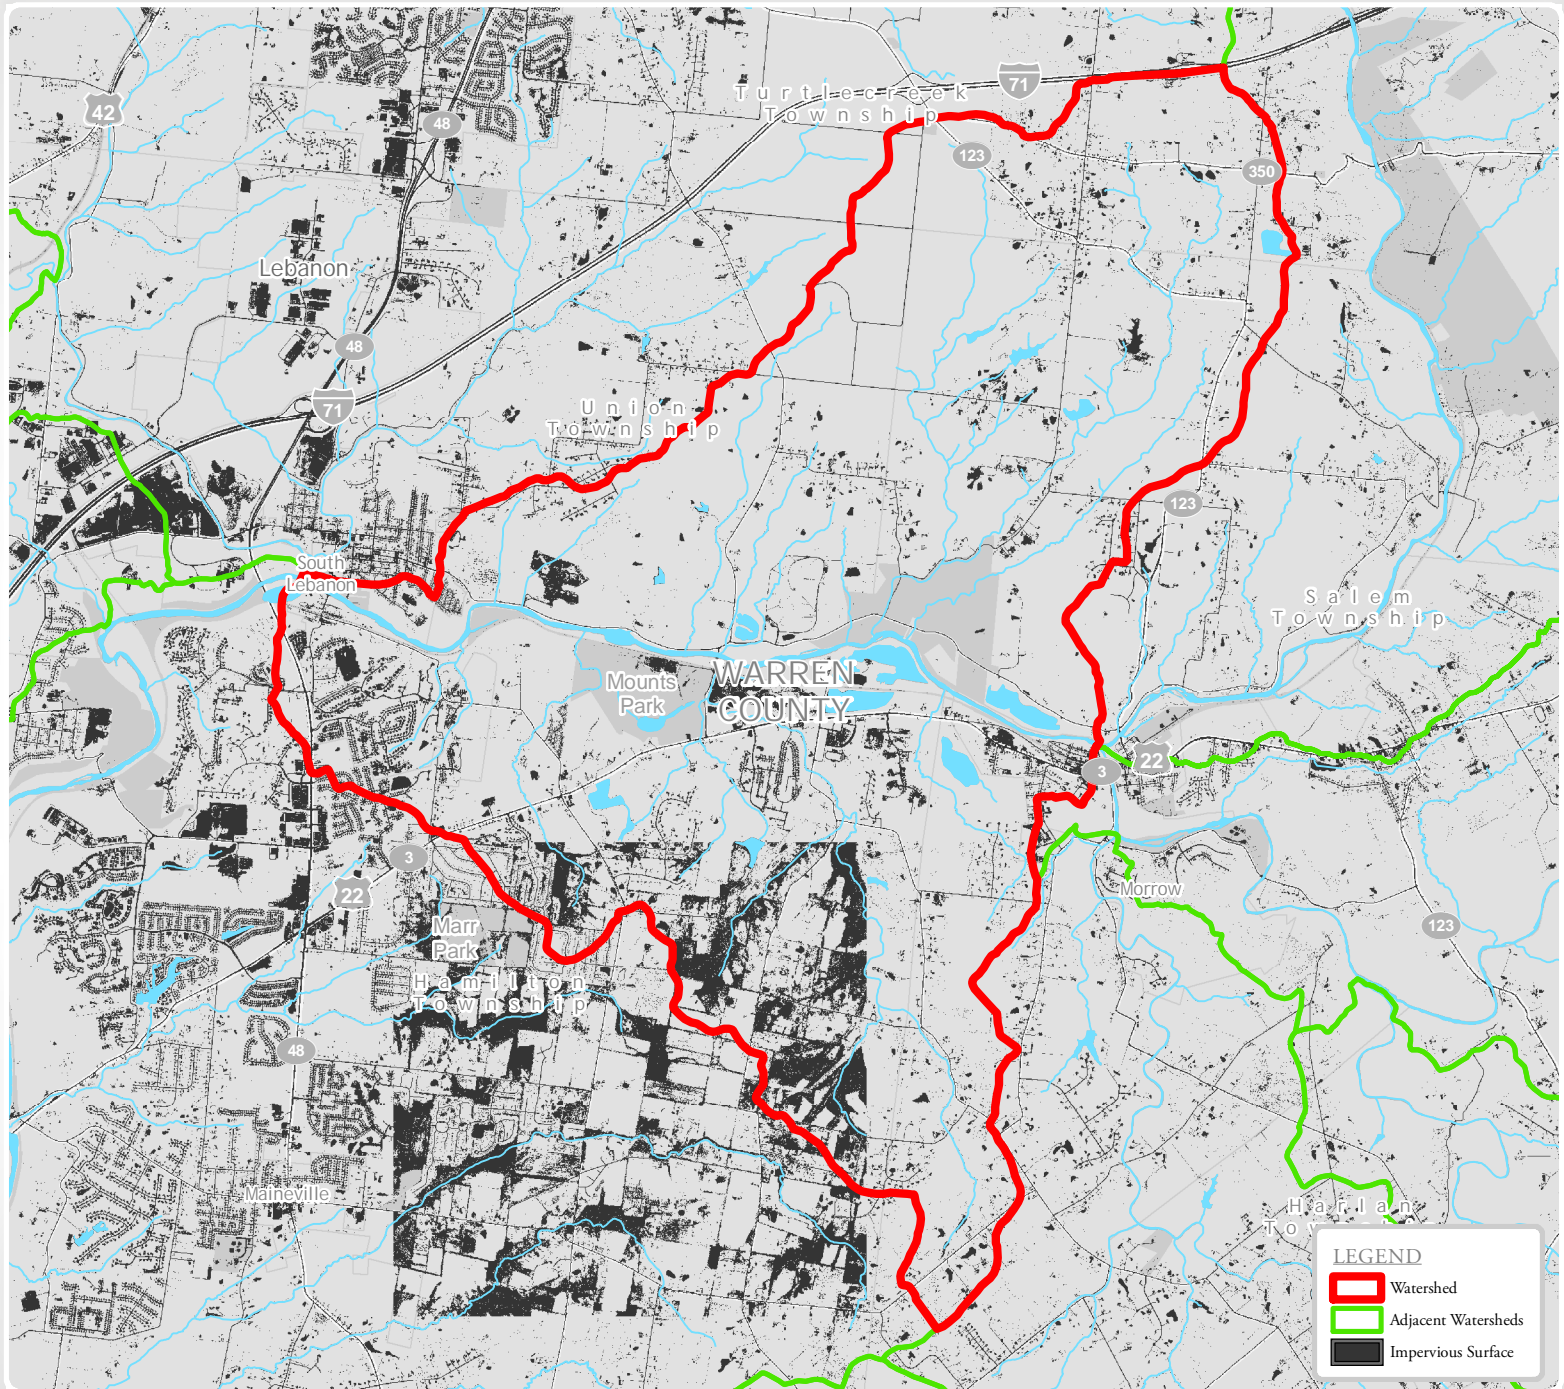 71
Turtlecreek
Township
42
48
123
350
Lebanon
48
71
Union
Township
123
South
Lebanon
Salem
Township
WARREN
COUNTY
Mounts
Park
22
3
3
22
Morrow
Marr
Park
123
Hamilton
Township
48
Maineville
Harlan
LEGEND
Watershed
Adjacent Watersheds
Impervious Surface